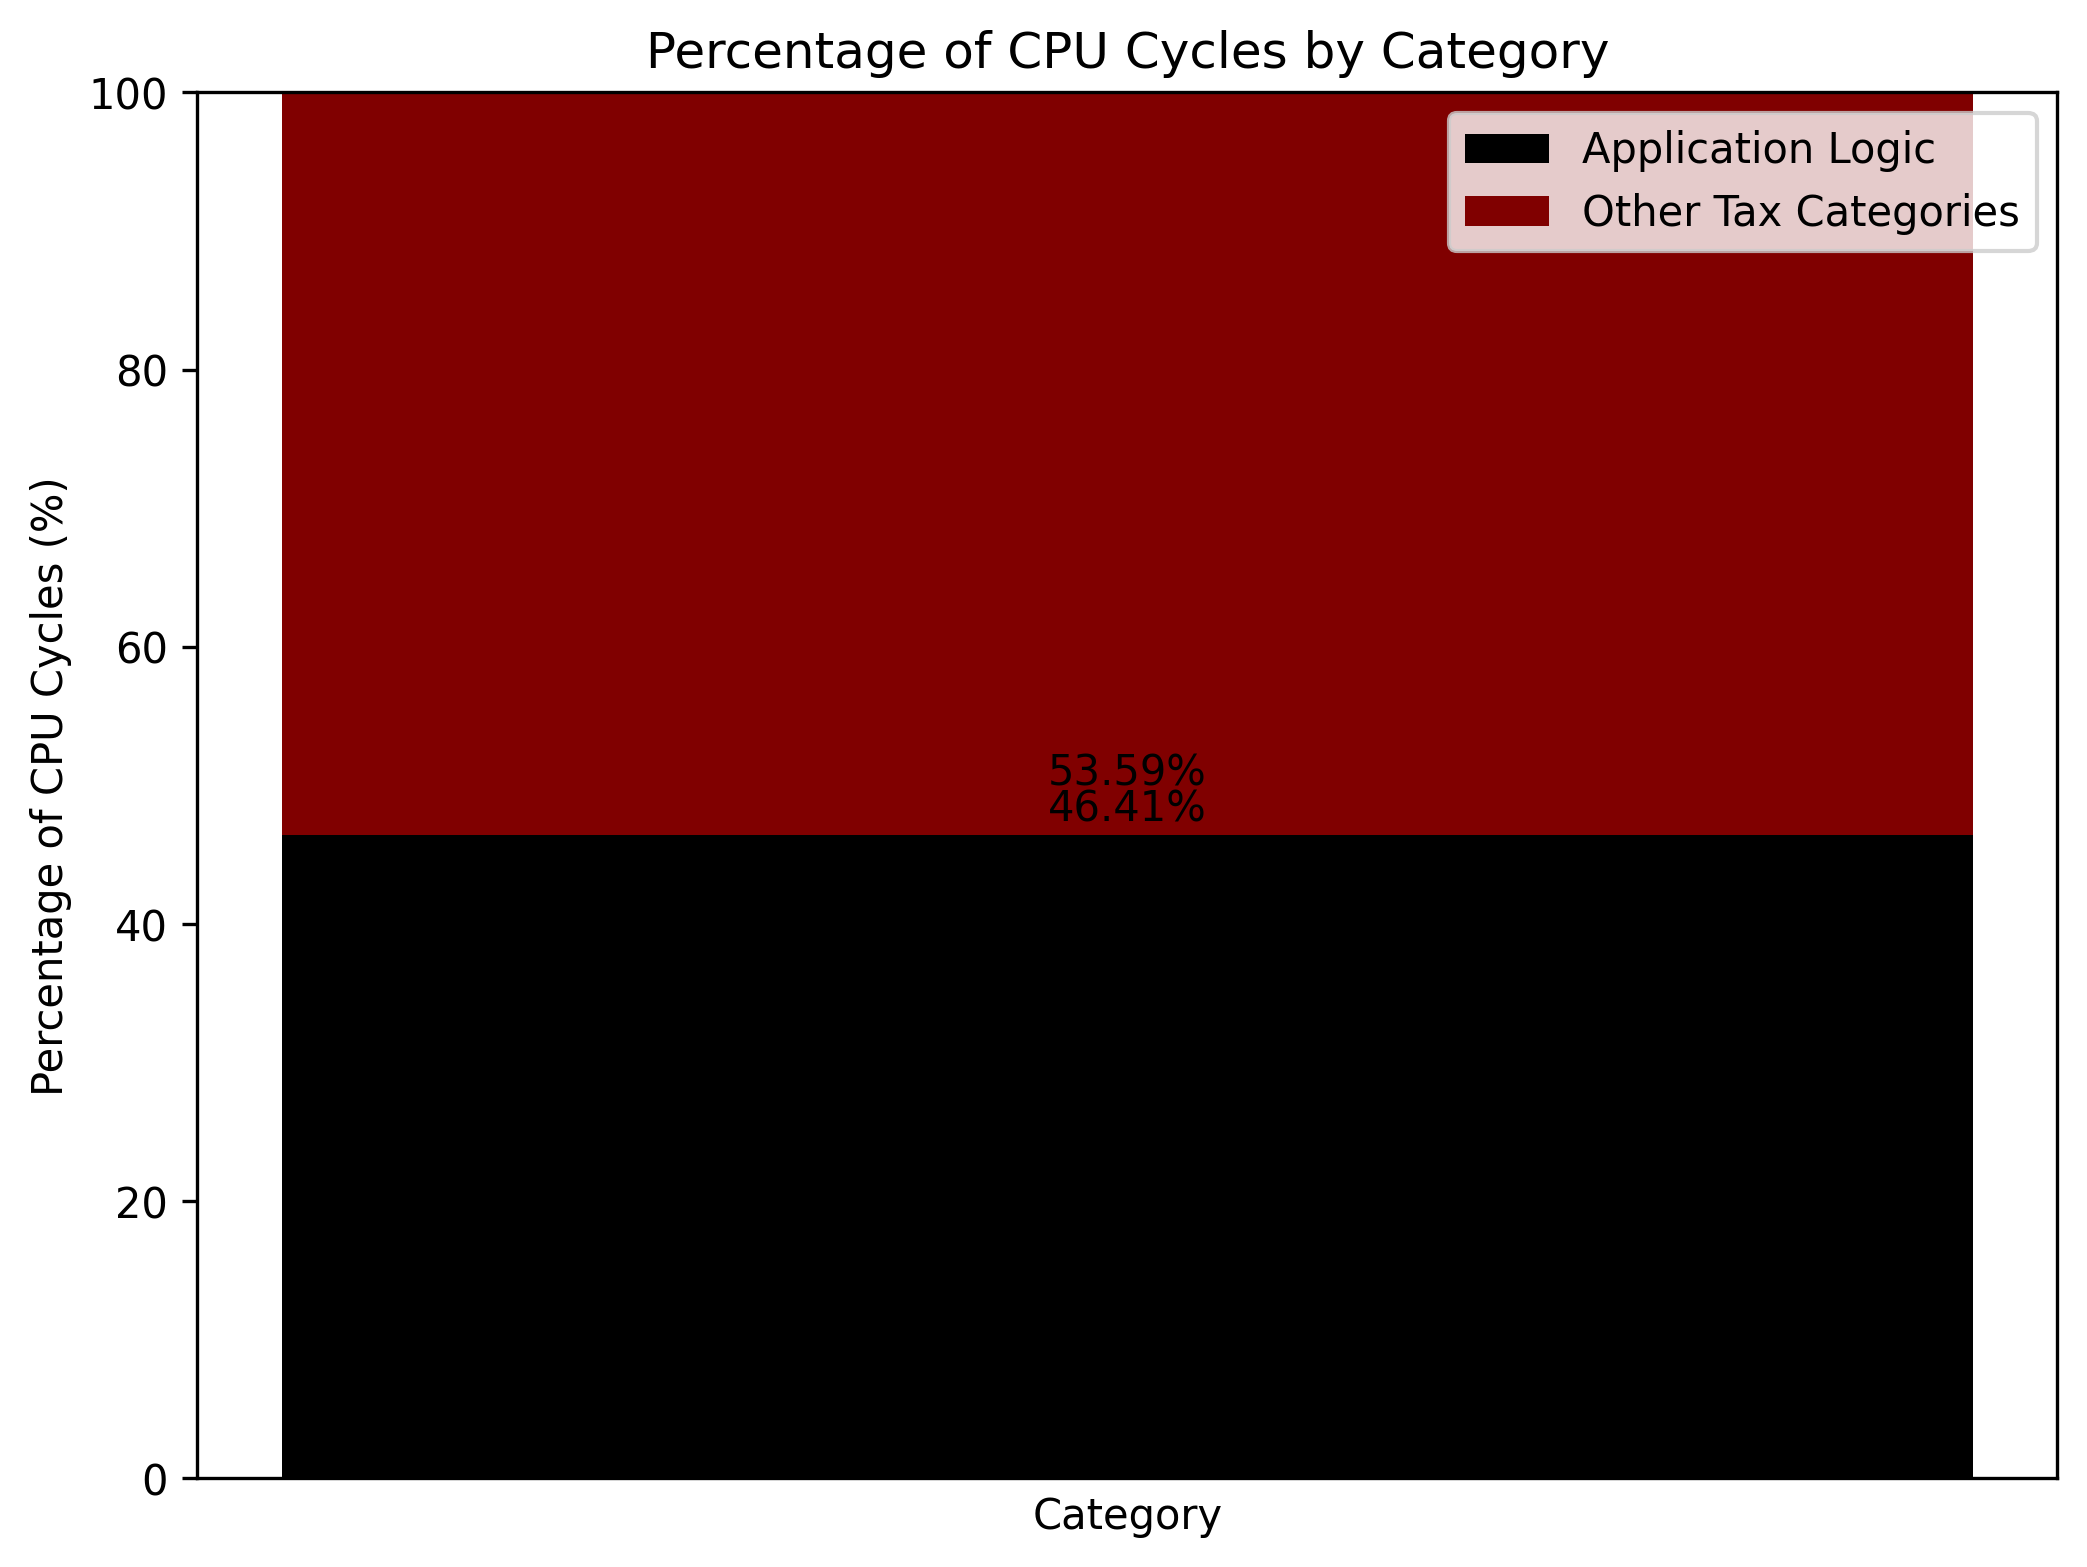 Percentage of CPU Cycles by Category
Percentage of CPU Cycles (%)
100
80
60
40
20
0
Application Logic
Other Tax Categories
53.59%
46.41%
Category